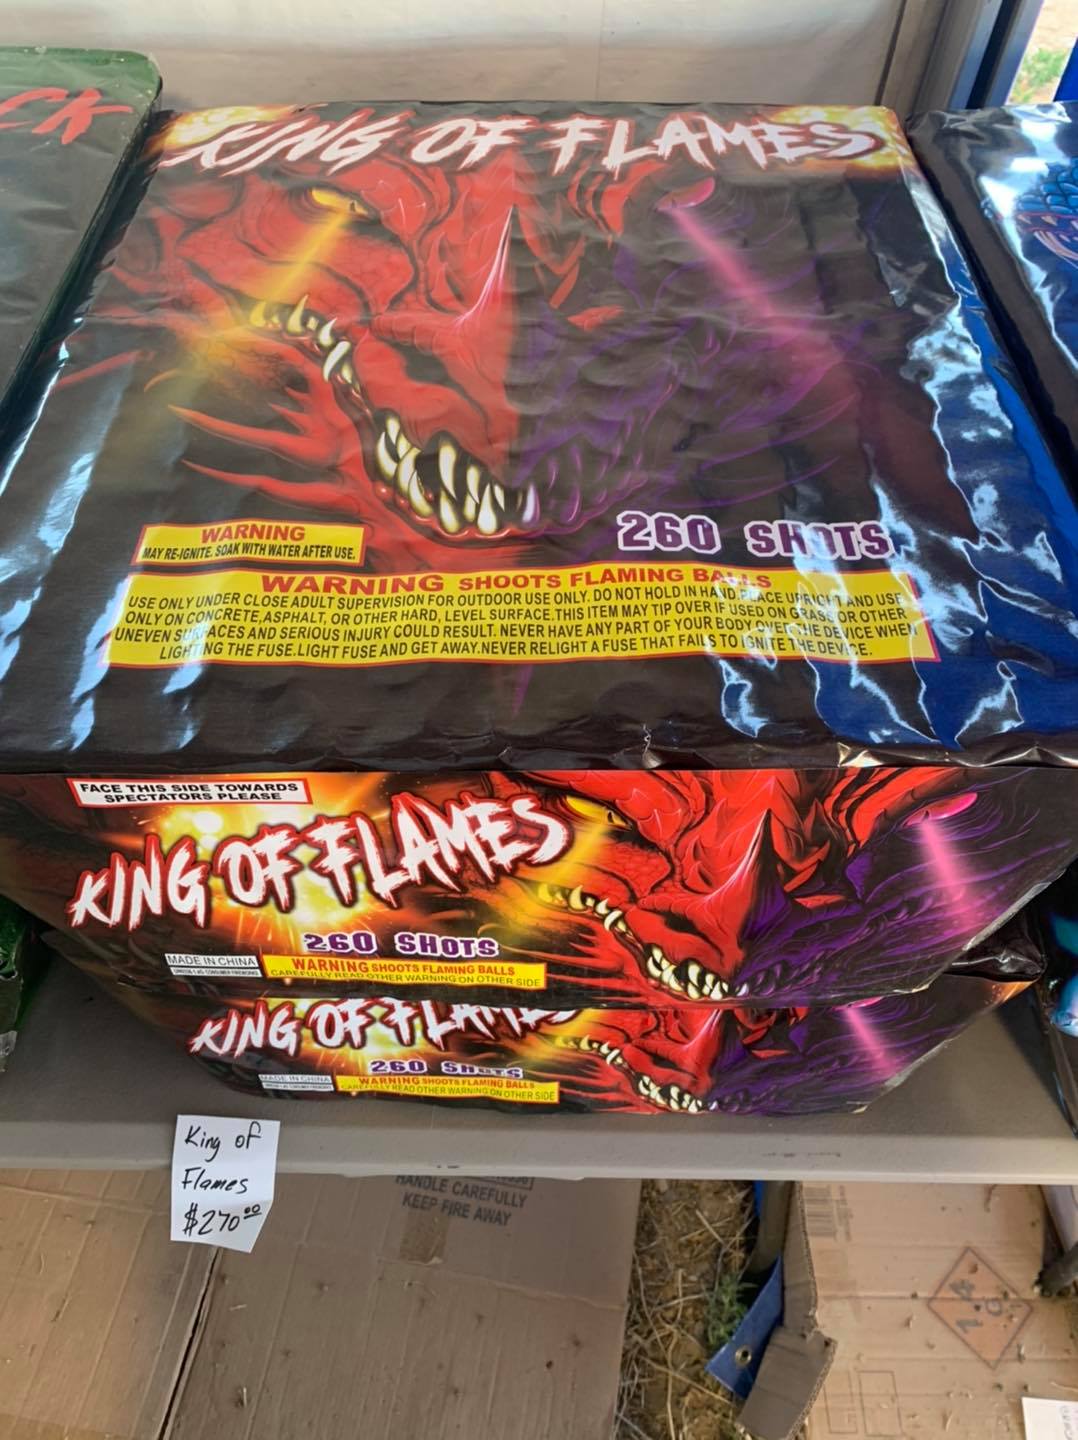 CK
KING OF FLAMES
260 SHOTS
WARNING
MAY RE-IGNITE. SOAK WITH WATER AFTER USE.
WARNING SHOOTS FLAMING BALLS
USE ONLY UNDER CLOSE ADULT SUPERVISION FOR OUTDOOR USE ONLY. DO NOT HOLD IN HAND. PLACE UPRIGHT AND USE
ONLY ON CONCRETE, ASPHALT, OR OTHER HARD, LEVEL SURFACE. THIS ITEM MAY TIP OVER IF USED ON GRASS OR OTHER
UNEVEN SURFACES AND SERIOUS INJURY COULD RESULT. NEVER HAVE ANY PART OF YOUR BODY OVER THE DEVICE WHEN
LIGHTING THE FUSE. LIGHT FUSE AND GET AWAY. NEVER RELIGHT A FUSE THAT FAILS TO IGNITE THE DEVICE.
FACE THIS SIDE TOWARDS
SPECTATORS PLEASE
KING OF FLAMES
260 SHOTS
MADE IN CHINA
WARNING SHOOTS FLAMING BALLS
CAREFULLY READ OTHER WARNING ON OTHER SIDE
KING OF FLAMES
260 SHOTS
MADE IN CHINA
WARNING SHOOTS FLAMING BALLS
CAREFULLY READ OTHER WARNING ON OTHER SIDE
King of
Flames
$270.00
HANDLE CAREFULLY
KEEP FIRE AWAY
1.4
G